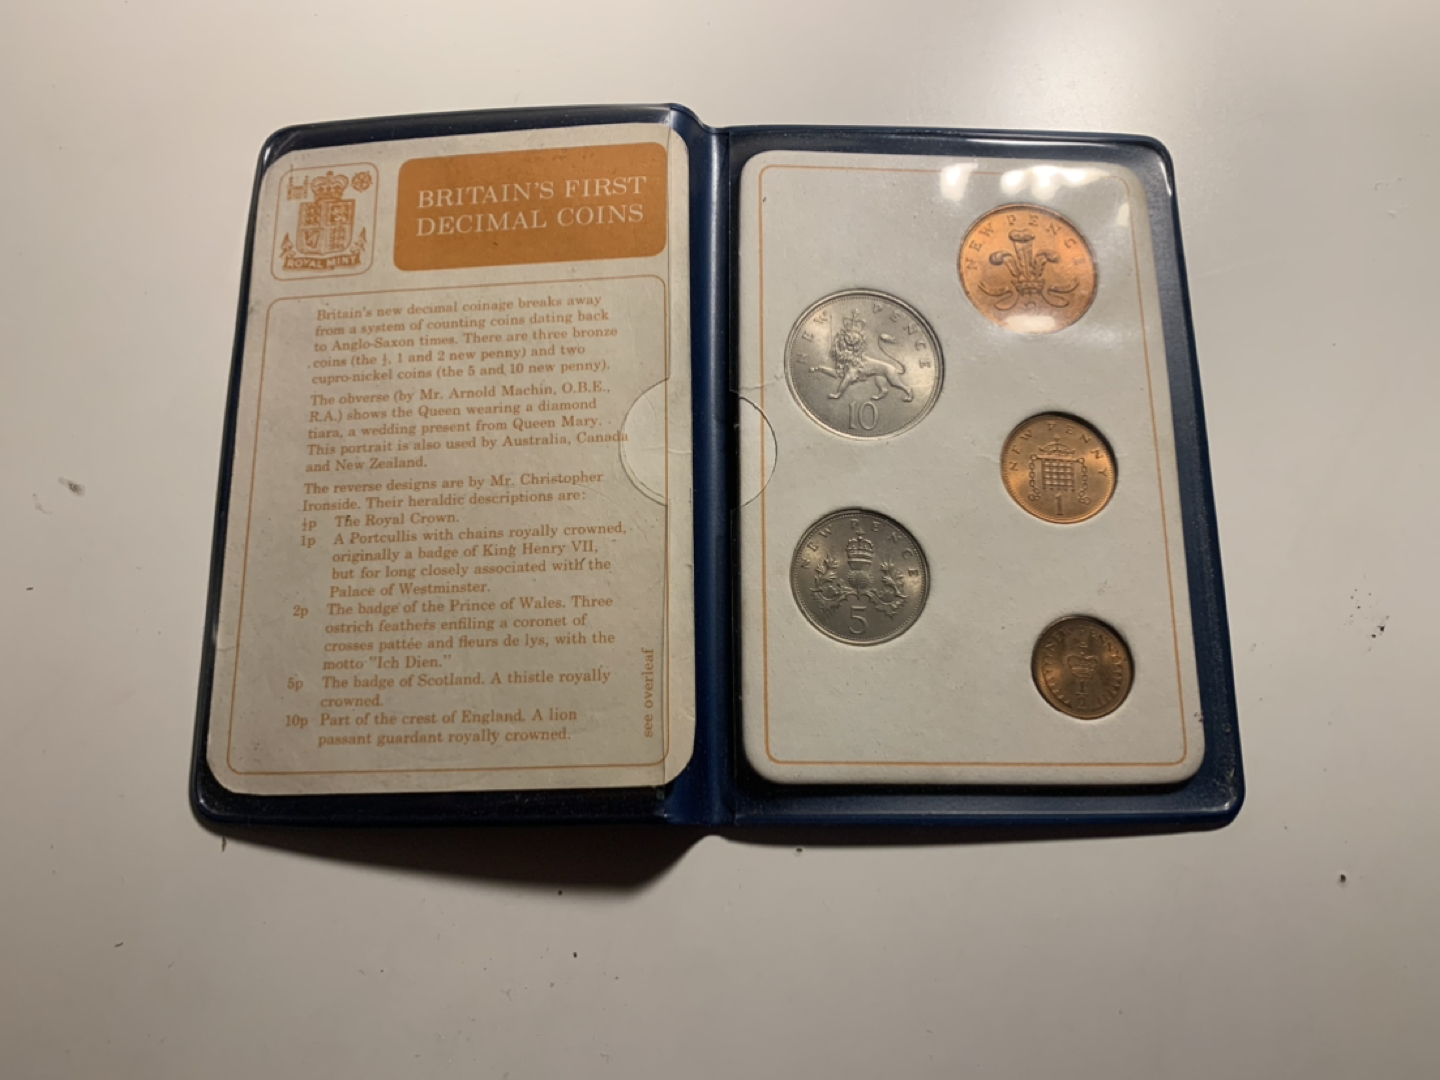 ROYAL MINT
BRITAIN'S FIRST
DECIMAL COINS
Britain's new decimal coinage breaks away
from a system of counting coins dating back
to Anglo-Saxon times. There are three bronze
coins (the ½, 1 and 2 new penny) and two
cupro-nickel coins (the 5 and 10 new penny).
The obverse (by Mr. Arnold Machin, O.B.E.,
R.A.) shows the Queen wearing a diamond
tiara, a wedding present from Queen Mary.
This portrait is also used by Australia, Canada
and New Zealand.
The reverse designs are by Mr. Christopher
Ironside. Their heraldic descriptions are:
½p The Royal Crown.
1p A Portcullis with chains royally crowned,
originally a badge of King Henry VII,
but for long closely associated with the
Palace of Westminster.
2p The badge of the Prince of Wales. Three
ostrich feathers enfiling a coronet of
crosses pattée and fleurs de lys, with the
motto "Ich Dien."
5p The badge of Scotland. A thistle royally
crowned.
10p Part of the crest of England. A lion
passant guardant royally crowned.
see overleaf
NEW PENCE
2
NEW PENCE
10
NEW PENNY
1
NEW PENCE
5
½